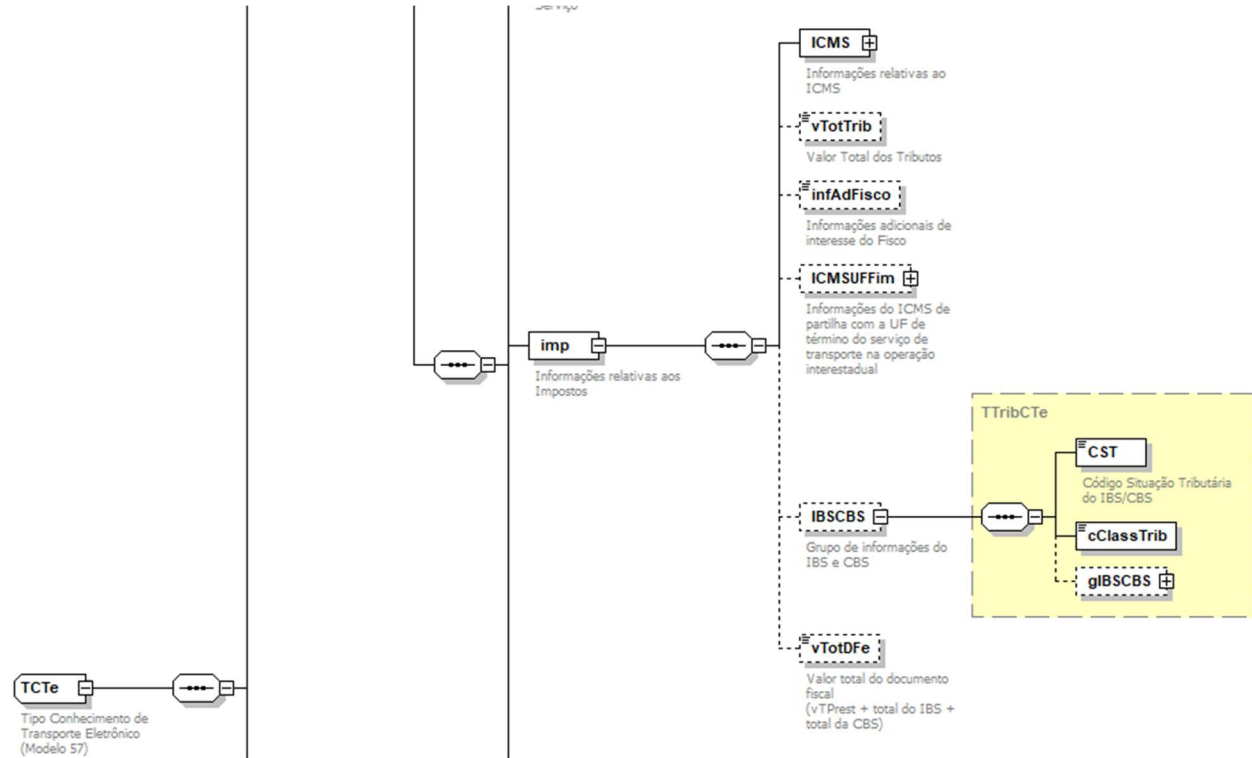 Serviço
ICMS
Informações relativas ao
ICMS
vTotTrib
Valor Total dos Tributos
infAdFisco
Informações adicionais de
interesse do Fisco
ICMSUFFim
Informações do ICMS de
partilha com a UF de
término do serviço de
transporte na operação
interestadual
imp
Informações relativas aos
Impostos
TTribCTe
CST
Código Situação Tributária
do IBS/CBS
IBSCBS
Grupo de informações do
IBS e CBS
cClassTrib
gIBSCBS
vTotDFe
Valor total do documento
fiscal
(vTPrest + total do IBS +
total da CBS)
TCTe
Tipo Conhecimento de
Transporte Eletrônico
(Modelo 57)